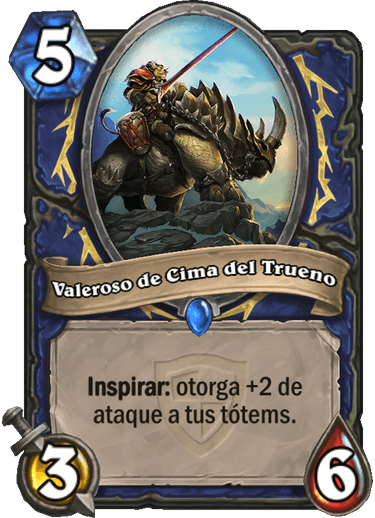 5
Valeroso de Cima del Trueno
Inspirar: otorga +2 de
ataque a tus tótems.
3
6